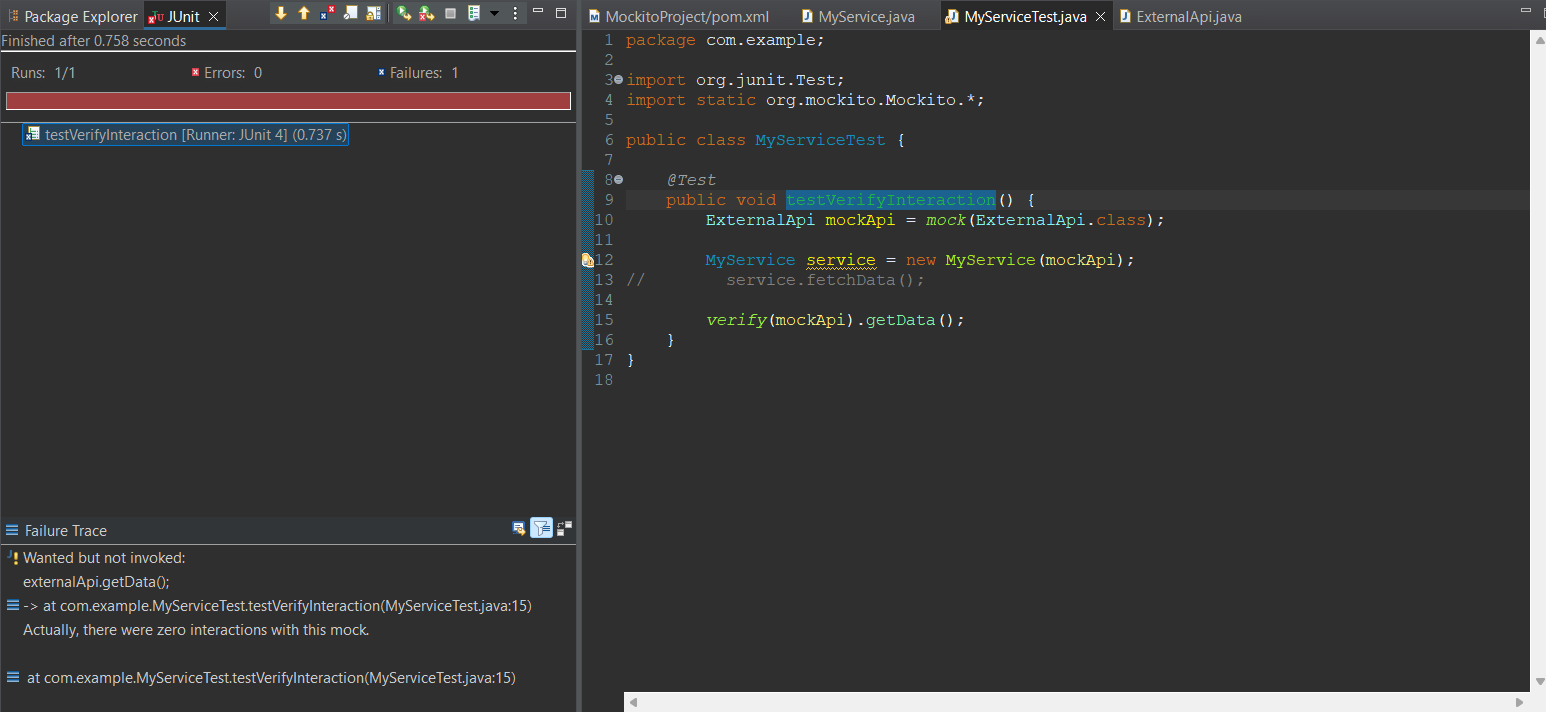 Package Explorer JUnit
Finished after 0.758 seconds
Runs: 1/1 Errors: 0 Failures: 1
testVerifyInteraction [Runner: JUnit 4] (0.737 s)
Failure Trace
Wanted but not invoked:
externalApi.getData();
-> at com.example.MyServiceTest.testVerifyInteraction(MyServiceTest.java:15)
Actually, there were zero interactions with this mock.
at com.example.MyServiceTest.testVerifyInteraction(MyServiceTest.java:15)
MockitoProject/pom.xml MyService.java MyServiceTest.java ExternalApi.java
1 package com.example;
2
3 import org.junit.Test;
4 import static org.mockito.Mockito.*;
5
6 public class MyServiceTest {
7
8 @Test
9 public void testVerifyInteraction() {
10 ExternalApi mockApi = mock(ExternalApi.class);
11
12 MyService service = new MyService(mockApi);
13 // service.fetchData();
14
15 verify(mockApi).getData();
16 }
17 }
18